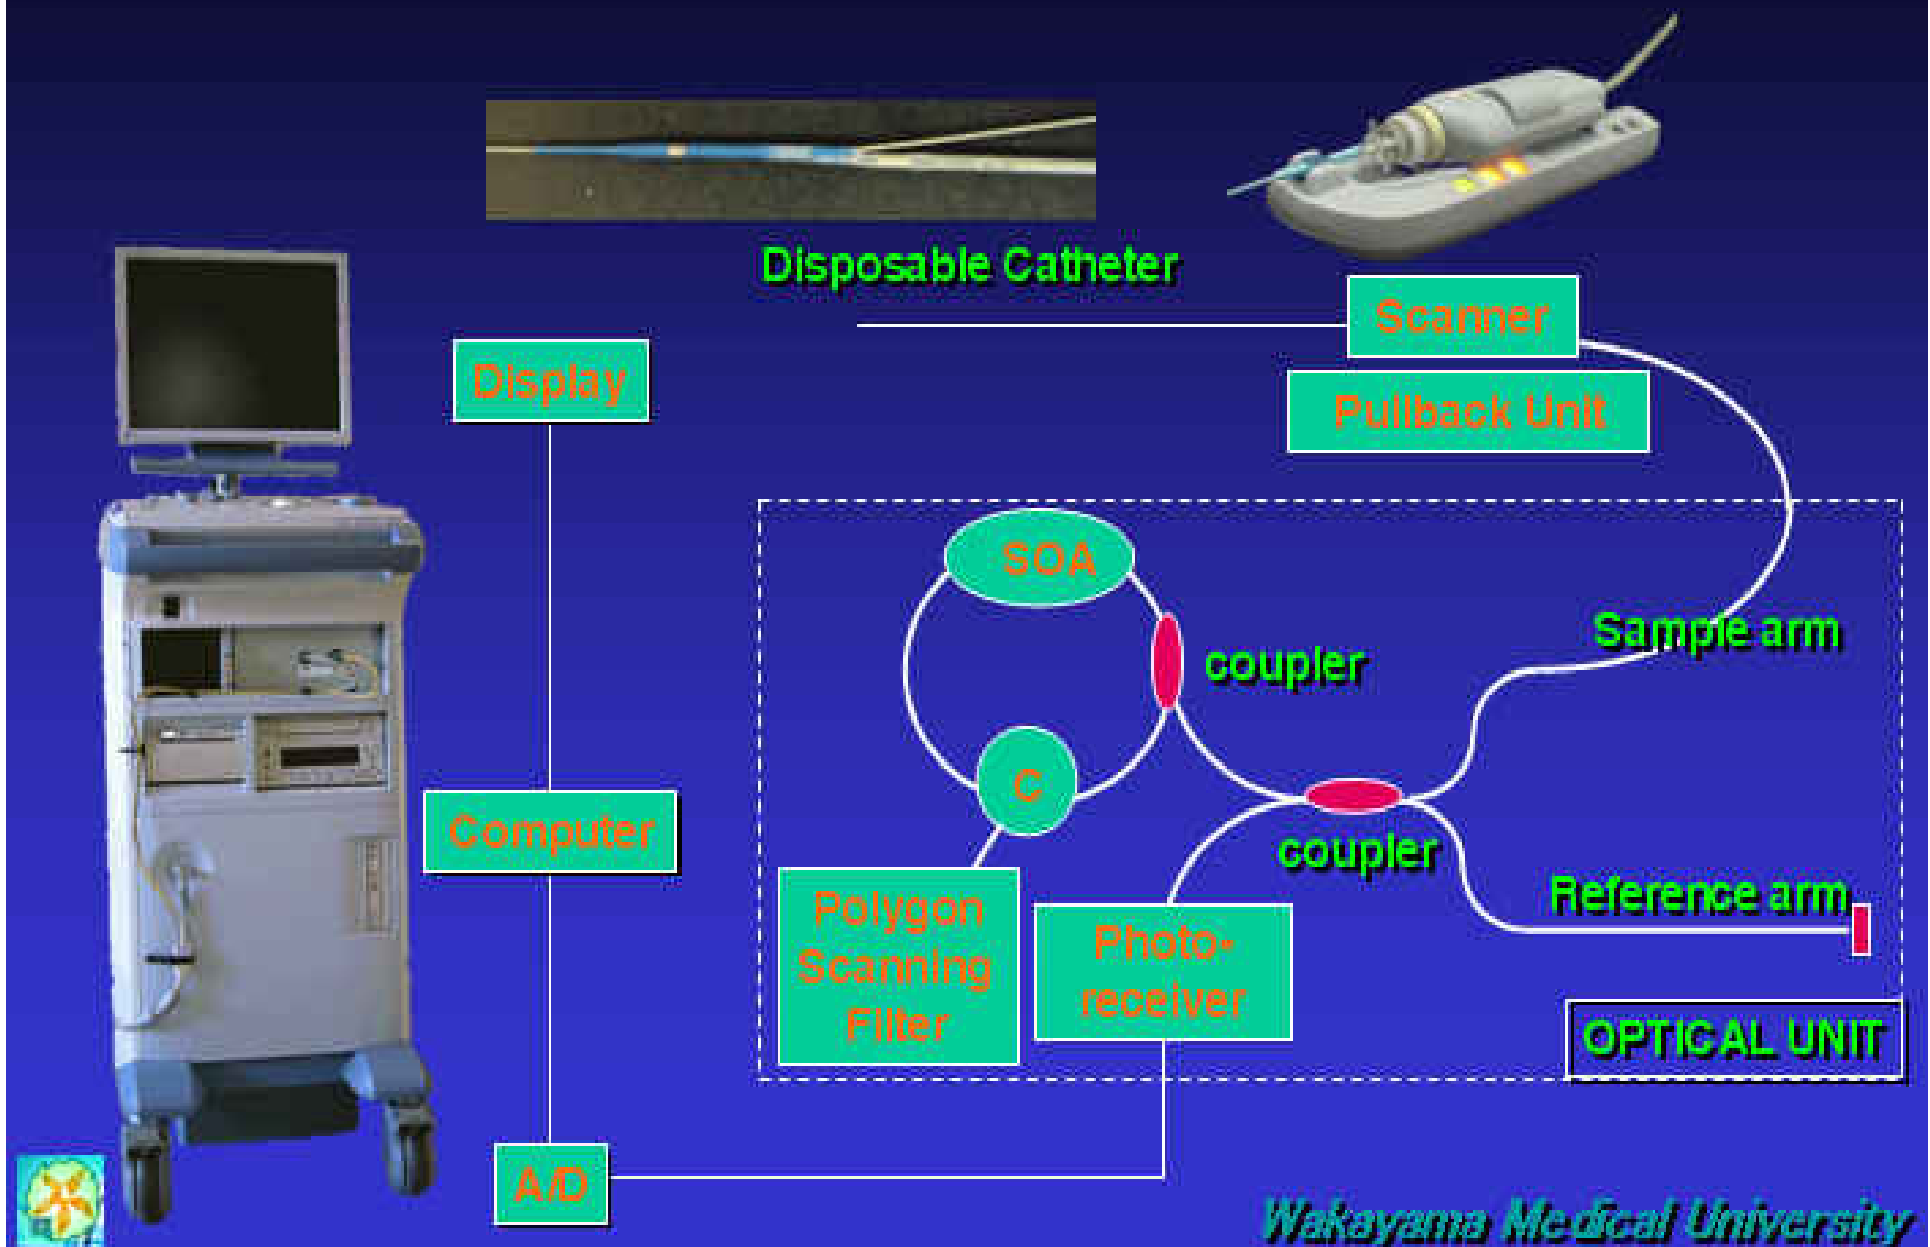 Disposable Catheter
Scanner
Pullback Unit
Display
SOA
coupler
Sample arm
C
Computer
coupler
Polygon
Scanning
Filter
Photo-
receiver
Reference arm
OPTICAL UNIT
A/D
Wakayama Medical University